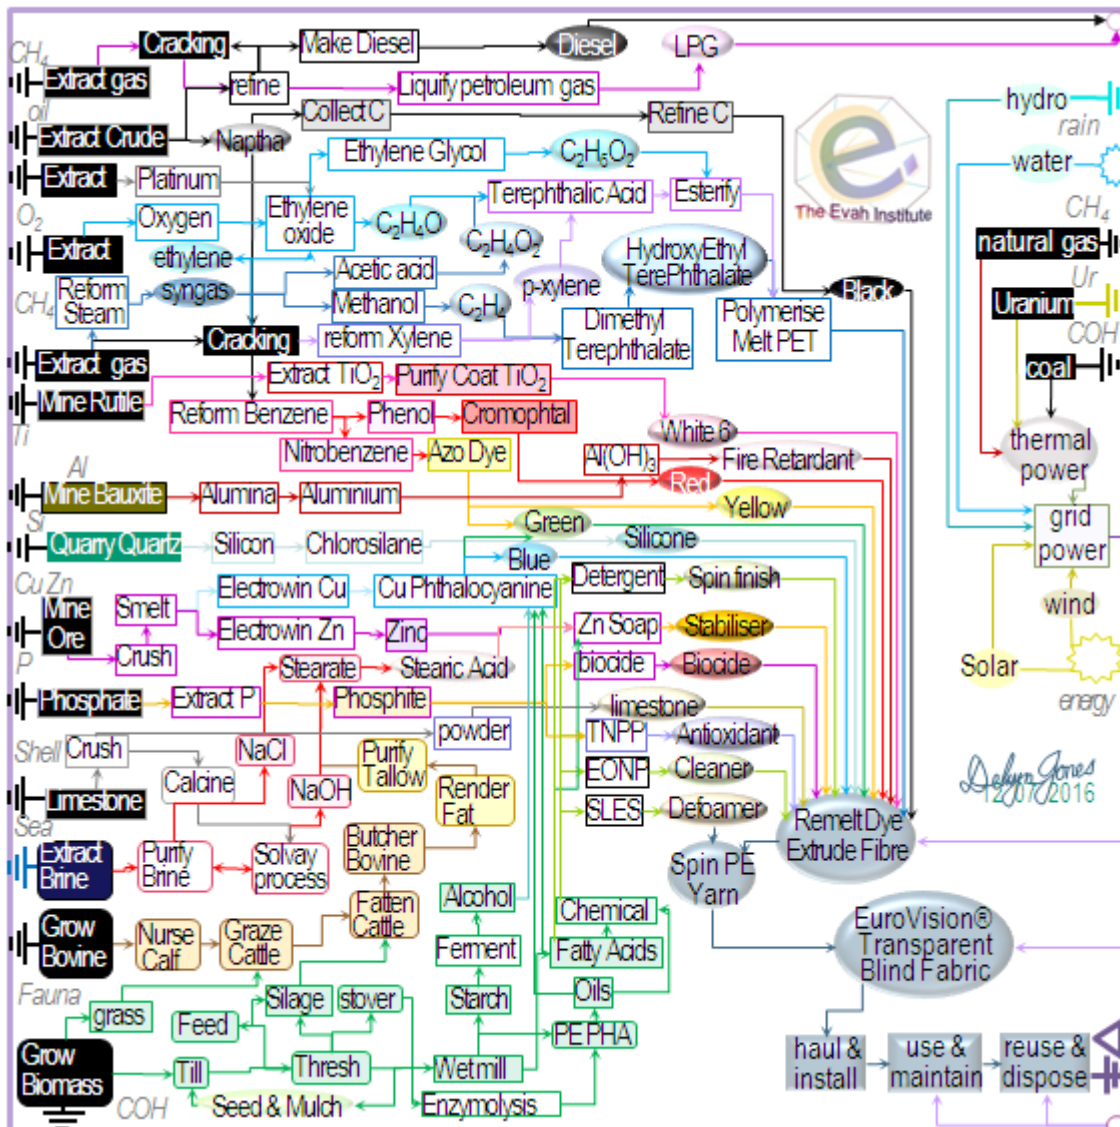 CH₄
Cracking
Make Diesel
Diesel
LPG
Extract gas
refine
Liquify petroleum gas
hydro
rain
oil
Collect C
Refine C
Extract Crude
Naptha
Ethylene Glycol
C₂H₆O₂
water
Extract
Platinum
Terephthalic Acid
Esterify
The Evah Institute
CH₄
O₂
Oxygen
Ethylene
oxide
C₂H₄O
C₂H₄O₂
natural gas
Extract
ethylene
HydroxyEthyl
TerePhthalate
Acetic acid
p-xylene
Ur
Reform
Steam
syngas
CH₄
Methanol
C₂H₄
Black
Uranium
Polymerise
Melt PET
Dimethyl
Terephthalate
COH
Cracking
reform Xylene
Extract gas
Extract TiO₂
Purify Coat TiO₂
coal
Mine Rutile
Ti
Reform Benzene
Phenol
Cromophtal
White 6
thermal
power
Nitrobenzene
Azo Dye
Al(OH)₃
Fire Retardant
Al
Mine Bauxite
Alumina
Aluminium
Red
Yellow
Si
Green
grid
power
Quarry Quartz
Silicon
Chlorosilane
Silicone
Blue
Cu Zn
Mine
Ore
Smelt
Electrowin Cu
Cu Phthalocyanine
Detergent
Spin finish
wind
Crush
Electrowin Zn
Zinc
Zn Soap
Stabiliser
P
Stearate
Stearic Acid
biocide
Biocide
Solar
energy
Phosphate
Extract P
Phosphite
limestone
powder
TNPP
Antioxidant
Shell
Crush
NaCl
Purify
Tallow
Calcine
NaOH
Render
Fat
EONP
Cleaner
Delyn Jones
12 07 2016
Limestone
SLES
Defoamer
Sea
Extract
Brine
Purify
Brine
Solvay
process
Butcher
Bovine
Remelt Dye
Extrude Fibre
Spin PE
Yarn
Alcohol
Fatten
Cattle
Chemical
EuroVision®
Transparent
Blind Fabric
Grow
Bovine
Nurse
Calf
Graze
Cattle
Ferment
Fatty Acids
Fauna
grass
Feed
Silage
stover
Starch
Oils
PE PHA
Grow
Biomass
Till
Thresh
Wet mill
haul &
install
use &
maintain
reuse &
dispose
COH
Seed & Mulch
Enzymolysis